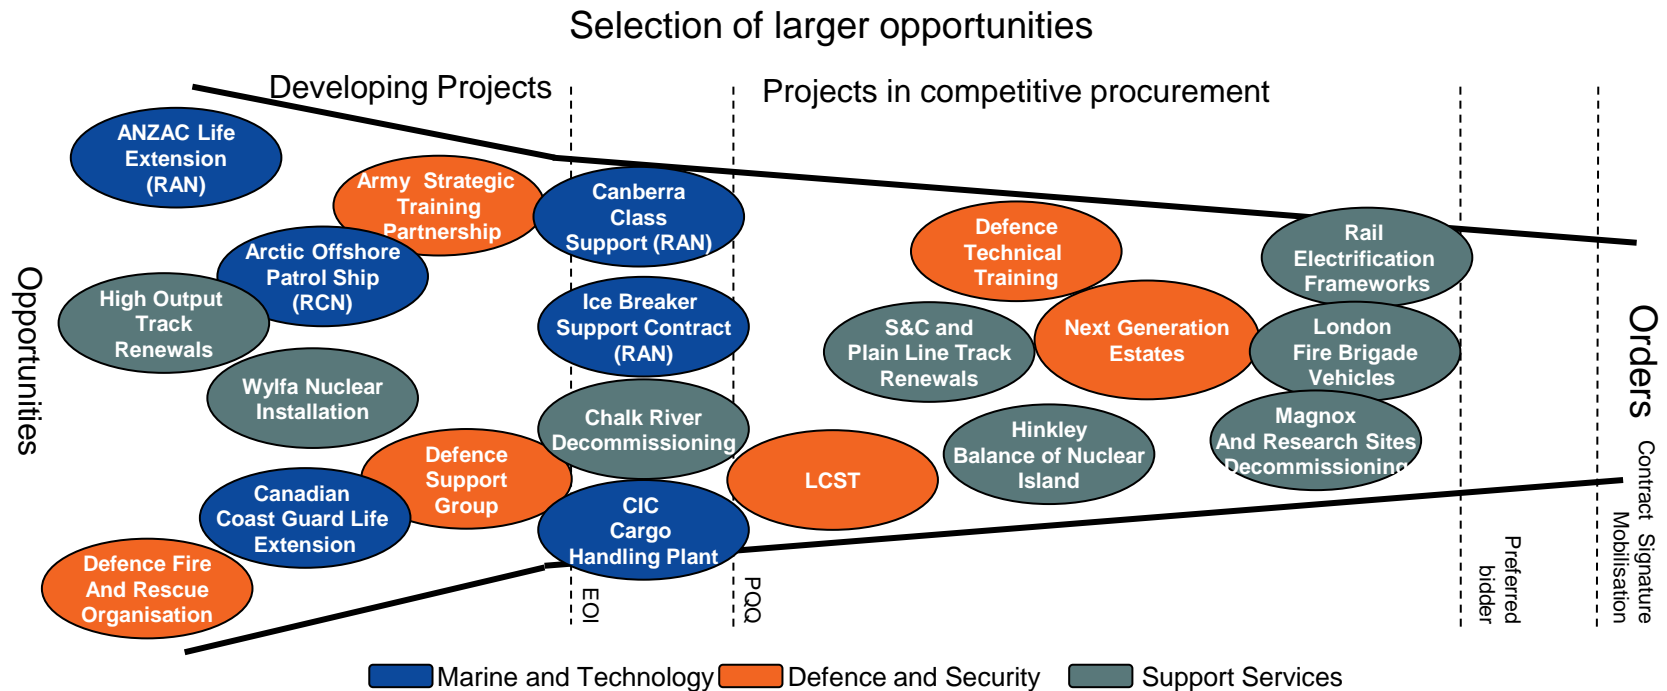 Selection of larger opportunities
Developing Projects
Projects in competitive procurement
Opportunities
ANZAC Life
Extension
(RAN)
Army Strategic
Training
Partnership
Arctic Offshore
Patrol Ship
(RCN)
High Output
Track
Renewals
Wylfa Nuclear
Installation
Defence
Support
Group
Canadian
Coast Guard Life
Extension
Defence Fire
And Rescue
Organisation
Canberra
Class
Support (RAN)
Ice Breaker
Support Contract
(RAN)
Chalk River
Decommissioning
CIC
Cargo
Handling Plant
EOI
PQQ
LCST
Defence
Technical
Training
S&C and
Plain Line Track
Renewals
Next Generation
Estates
Hinkley
Balance of Nuclear
Island
Rail
Electrification
Frameworks
London
Fire Brigade
Vehicles
Magnox
And Research Sites
Decommissioning
Preferred
bidder
Orders
Contract Signature
Mobilisation
Marine and Technology
Defence and Security
Support Services